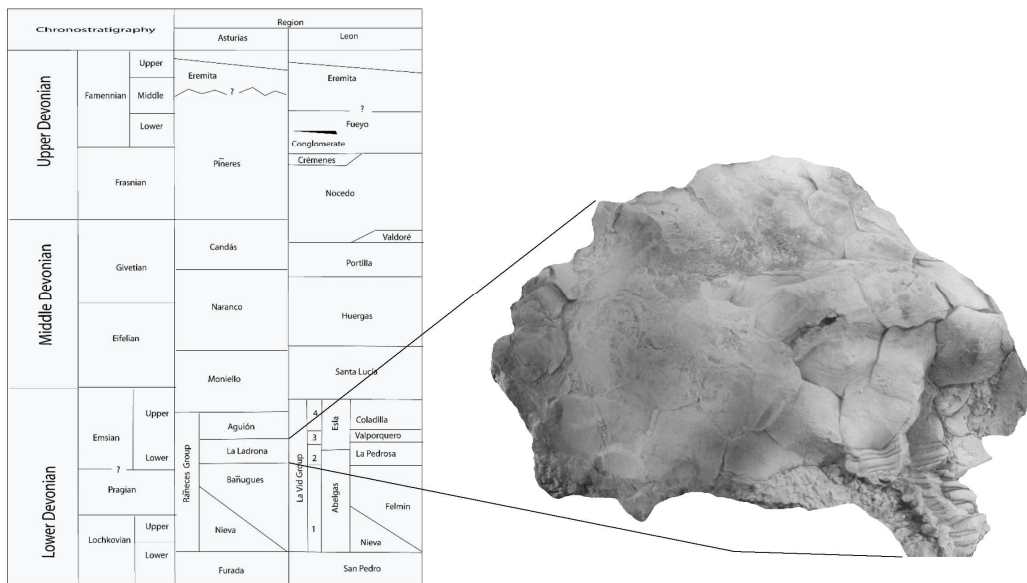 Chronostratigraphy
Region
Asturias
Leon
Upper Devonian
Famennian
Upper
Middle
Lower
Frasnian
Middle Devonian
Givetian
Eifelian
Lower Devonian
Emsian
Upper
Lower
?
Pragian
Lochkovian
Upper
Lower
Eremita
?
Piñeres
Candás
Naranco
Moniello
Rañeces Group
Aguión
La Ladrona
Bañugues
Nieva
Furada
Eremita
?
Fueyo
Conglomerate
Crémenes
Nocedo
Valdoré
Portilla
Huergas
Santa Lucía
La Vid Group
4
3
2
1
Esla
Abelgas
Coladilla
Valporquero
La Pedrosa
Felmín
Nieva
San Pedro